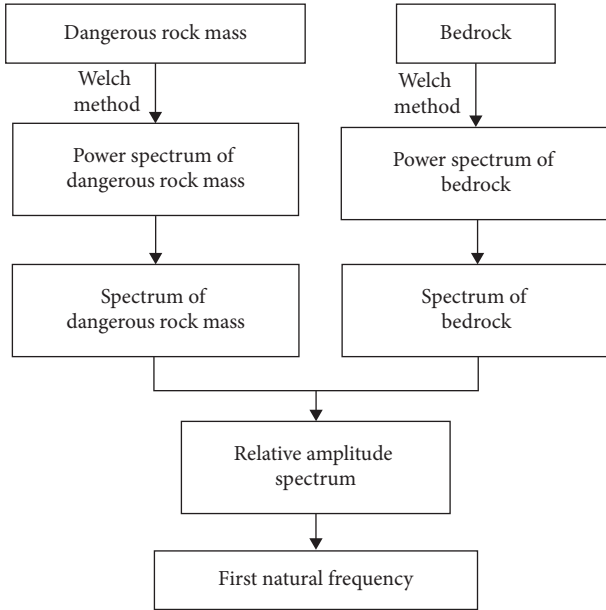 Dangerous rock mass
Bedrock
Welch
method
Welch
method
Power spectrum of
dangerous rock mass
Power spectrum of
bedrock
Spectrum of
dangerous rock mass
Spectrum of
bedrock
Relative amplitude
spectrum
First natural frequency